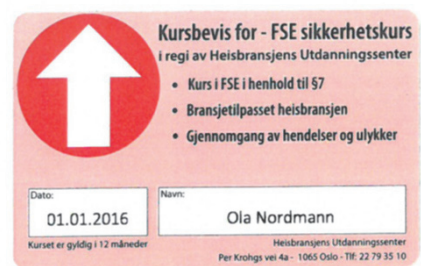 Kursbevis for - FSE sikkerhetskurs
i regi av Heisbransjens Utdanningssenter
• Kurs i FSE i henhold til §7
• Bransjetilpasset heisbransjen
• Gjennomgang av hendelser og ulykker
Dato:
01.01.2016
Navn:
Ola Nordmann
Kurset er gyldig i 12 måneder
Heisbransjens Utdanningssenter
Per Krohgs vei 4a - 1065 Oslo - Tlf: 22 79 35 10